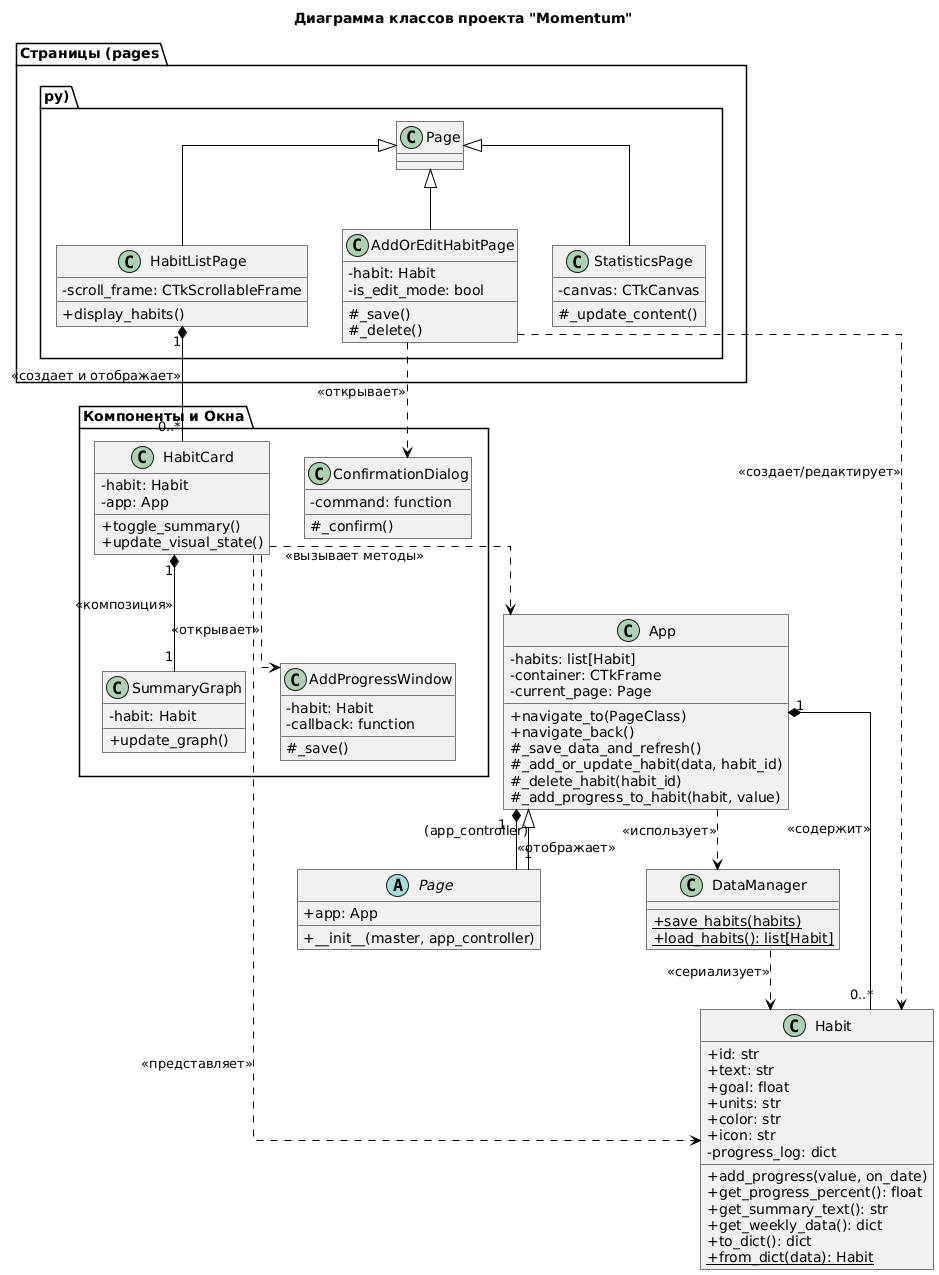 Диаграмма классов проекта "Momentum"
Страницы (pages
py)
C Page
C HabitListPage
-scroll_frame: CTkScrollableFrame
+display_habits()
C AddOrEditHabitPage
-habit: Habit
-is_edit_mode: bool
#_save()
#_delete()
C StatisticsPage
-canvas: CTkCanvas
#_update_content()
1
«создает и отображает»
0..*
«открывает»
«создает/редактирует»
Компоненты и Окна
C HabitCard
-habit: Habit
-app: App
+toggle_summary()
+update_visual_state()
C ConfirmationDialog
-command: function
#_confirm()
«вызывает методы»
1
«композиция»
1
«открывает»
C SummaryGraph
-habit: Habit
+update_graph()
C AddProgressWindow
-habit: Habit
-callback: function
#_save()
C App
-habits: list[Habit]
-container: CTkFrame
-current_page: Page
+navigate_to(PageClass)
+navigate_back()
#_save_data_and_refresh()
#_add_or_update_habit(data, habit_id)
#_delete_habit(habit_id)
#_add_progress_to_habit(habit, value)
1
1
(app_controller)
«отображает»
1
«использует»
«содержит»
0..*
A Page
+app: App
+__init__(master, app_controller)
C DataManager
+save_habits(habits)
+load_habits(): list[Habit]
«сериализует»
«представляет»
C Habit
+id: str
+text: str
+goal: float
+units: str
+color: str
+icon: str
-progress_log: dict
+add_progress(value, on_date)
+get_progress_percent(): float
+get_summary_text(): str
+get_weekly_data(): dict
+to_dict(): dict
+from_dict(data): Habit